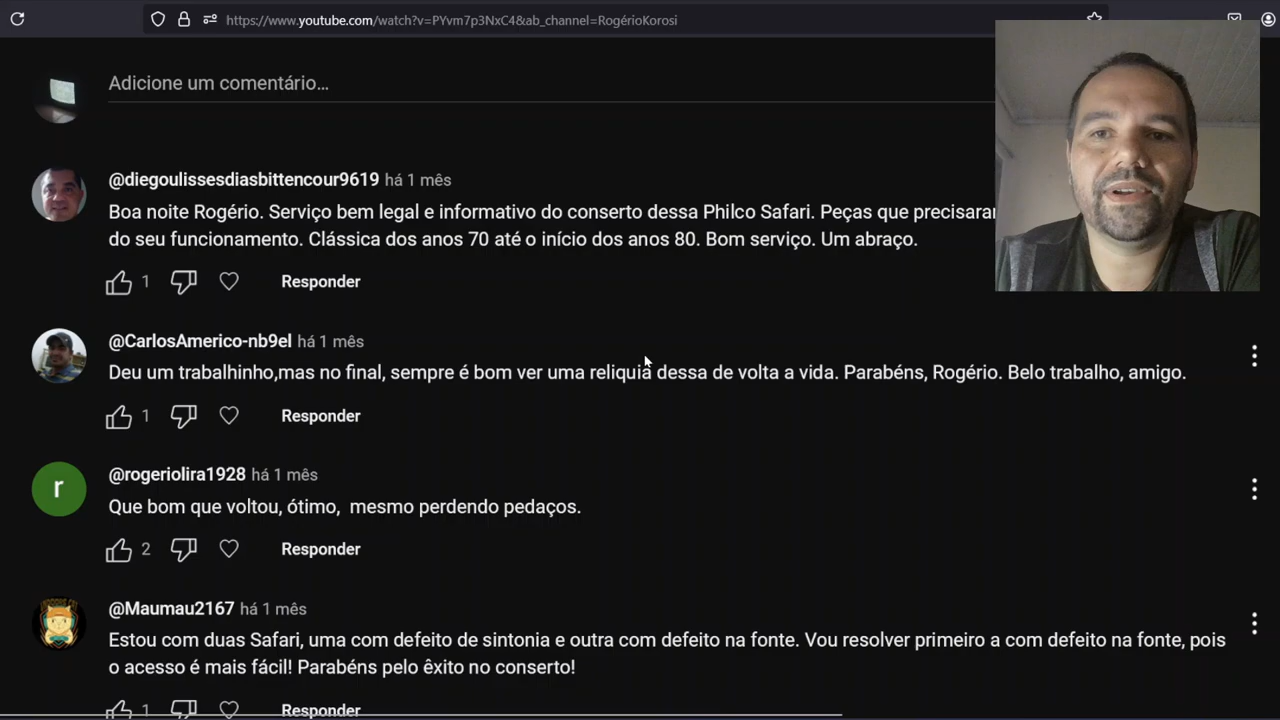 https://www.youtube.com/watch?v=PYvm7p3NxC4&ab_channel=RogérioKorosi
Adicione um comentário…
@diegoulissesdiasbittencour9619 há 1 mês
Boa noite Rogério. Serviço bem legal e informativo do conserto dessa Philco Safari. Peças que precisarar
do seu funcionamento. Clássica dos anos 70 até o início dos anos 80. Bom serviço. Um abraço.
1 Responder
@CarlosAmerico-nb9el há 1 mês
Deu um trabalhinho,mas no final, sempre é bom ver uma reliquia dessa de volta a vida. Parabéns, Rogério. Belo trabalho, amigo.
1 Responder
r
@rogeriolira1928 há 1 mês
Que bom que voltou, ótimo, mesmo perdendo pedaços.
2 Responder
@Maumau2167 há 1 mês
Estou com duas Safari, uma com defeito de sintonia e outra com defeito na fonte. Vou resolver primeiro a com defeito na fonte, pois
o acesso é mais fácil! Parabéns pelo êxito no conserto!
1 Responder